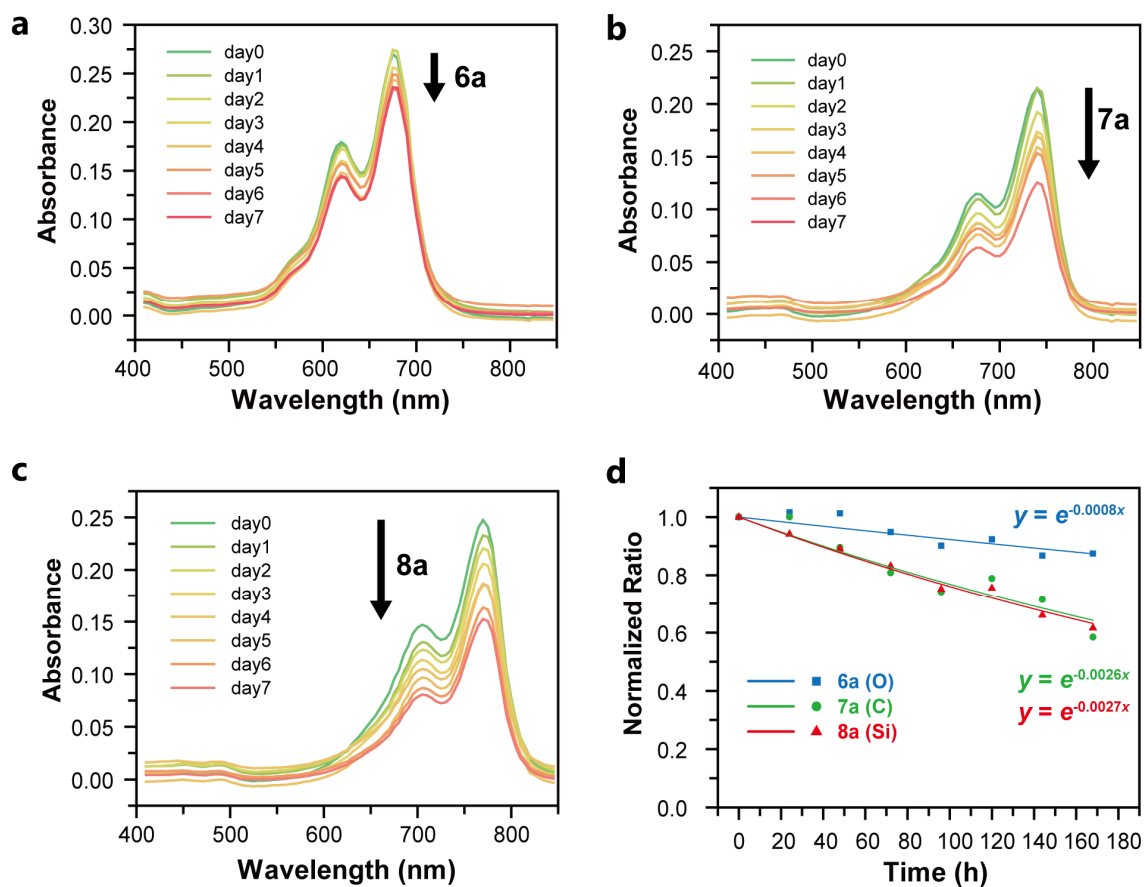 a
0.30
0.25
0.20
0.15
0.10
0.05
0.00
Absorbance
day0
day1
day2
day3
day4
day5
day6
day7
6a
400 500 600 700 800
Wavelength (nm)
b
0.25
0.20
0.15
0.10
0.05
0.00
Absorbance
day0
day1
day2
day3
day4
day5
day6
day7
7a
400 500 600 700 800
Wavelength (nm)
c
0.25
0.20
0.15
0.10
0.05
0.00
Absorbance
day0
day1
day2
day3
day4
day5
day6
day7
8a
400 500 600 700 800
Wavelength (nm)
d
1.0
0.8
0.6
0.4
0.2
0.0
Normalized Ratio
y = e^-0.0008x
6a (O)
7a (C)
8a (Si)
y = e^-0.0026x
y = e^-0.0027x
0 20 40 60 80 100 120 140 160 180
Time (h)